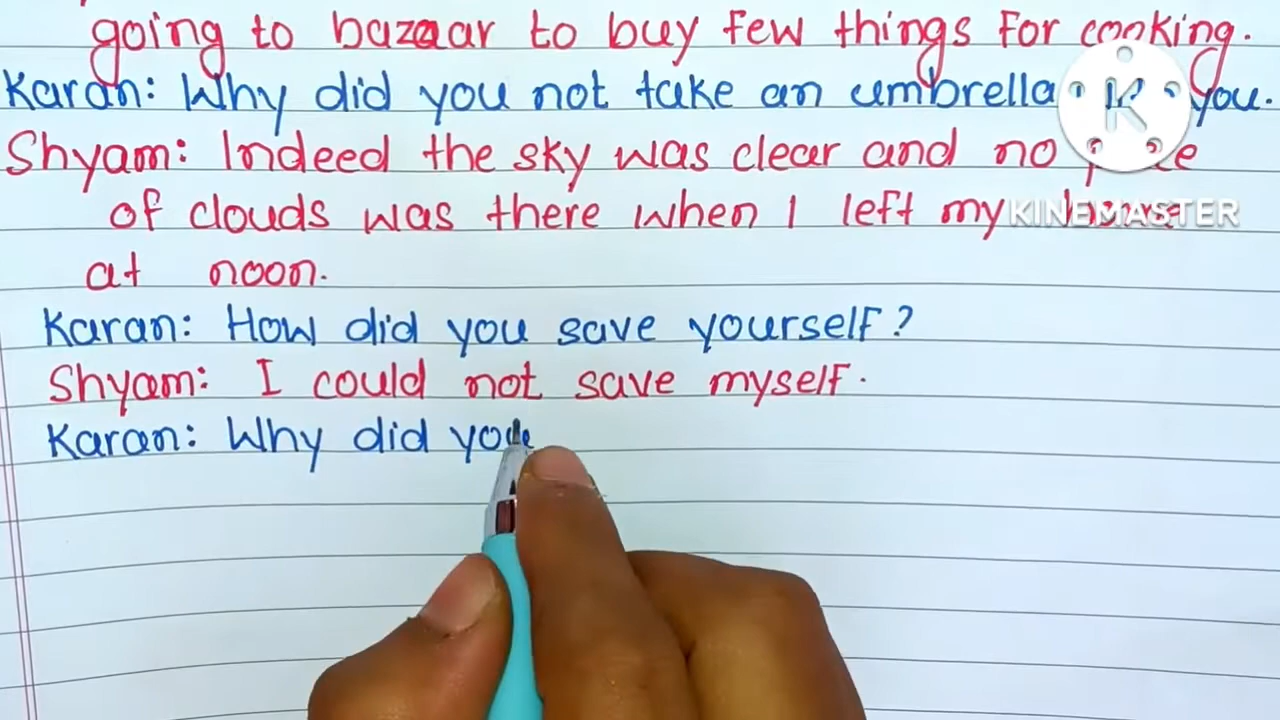 going to bazaar to buy few things for cooking.
Karan: Why did you not take an umbrella you.
Shyam: Indeed the sky was clear and no
of clouds was there when I left my
KINEMASTER
at noon.
Karan: How did you save yourself?
Shyam: I could not save myself.
Karan: Why did you